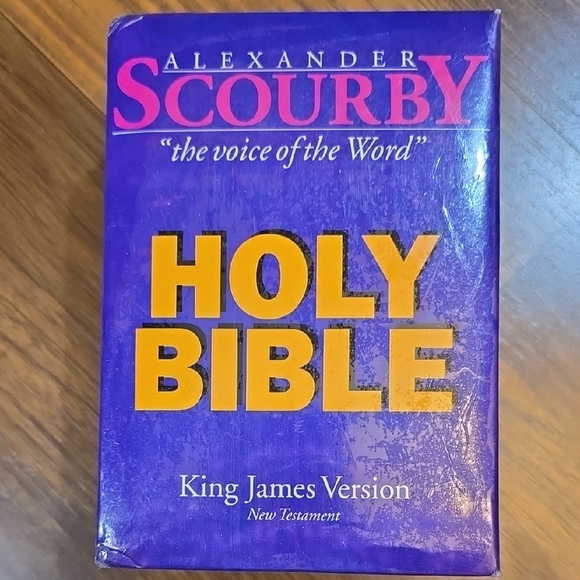 ALEXANDER
SCOURBY
“the voice of the Word”
HOLY
BIBLE
King James Version
New Testament